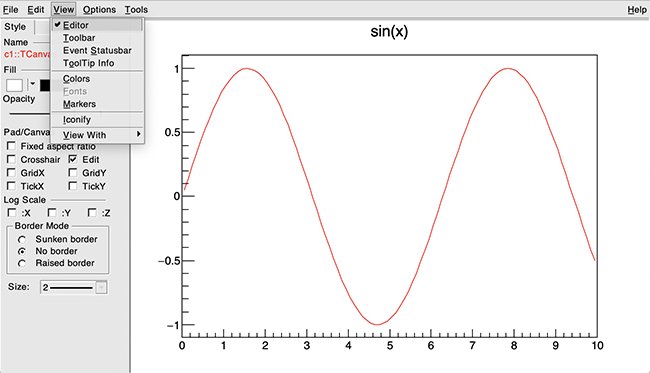 File Edit View Options Tools Help
Style
Editor
Toolbar
Event Statusbar
ToolTip Info
Colors
Fonts
Markers
Iconify
View With
Name
c1::TCanva
Fill
Opacity
Pad/Canva
Fixed aspect ratio
Crosshair Edit
GridX GridY
TickX TickY
Log Scale
:X :Y :Z
Border Mode
Sunken border
No border
Raised border
Size: 2
sin(x)
1
0.5
0
−0.5
−1
0 1 2 3 4 5 6 7 8 9 10